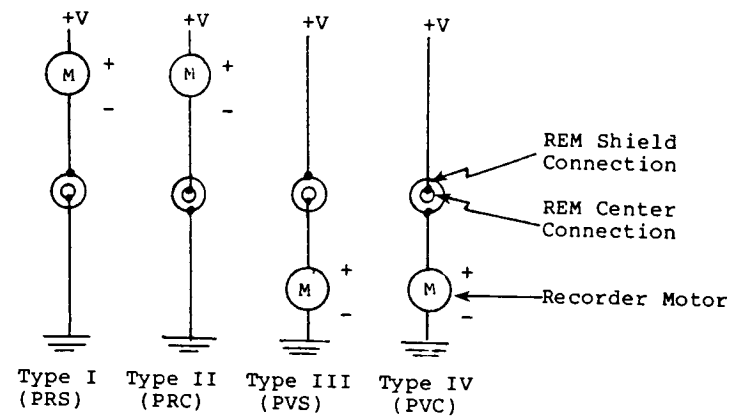 +V +V +V +V
M +
-
M +
-
REM Shield
Connection
REM Center
Connection
M +
-
M +
-
Recorder Motor
Type I
(PRS)
Type II
(PRC)
Type III
(PVS)
Type IV
(PVC)